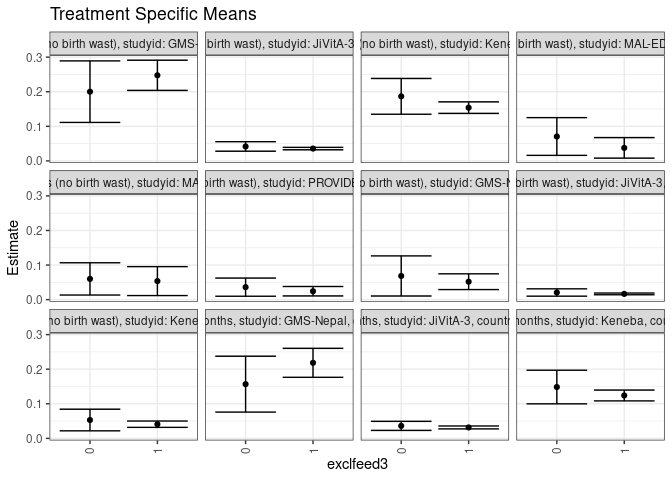 Treatment Specific Means
no birth wast), studyid: GMS-
birth wast), studyid: JiVitA-3
(no birth wast), studyid: Kene
birth wast), studyid: MAL-ED
s (no birth wast), studyid: MA
birth wast), studyid: PROVIDE
no birth wast), studyid: GMS-N
birth wast), studyid: JiVitA-3,
no birth wast), studyid: Kene
onths, studyid: GMS-Nepal,
nths, studyid: JiVitA-3, countr
months, studyid: Keneba, cou
Estimate
0.3
0.2
0.1
0.0
0.3
0.2
0.1
0.0
0.3
0.2
0.1
0.0
0
1
0
1
0
1
0
1
exclfeed3